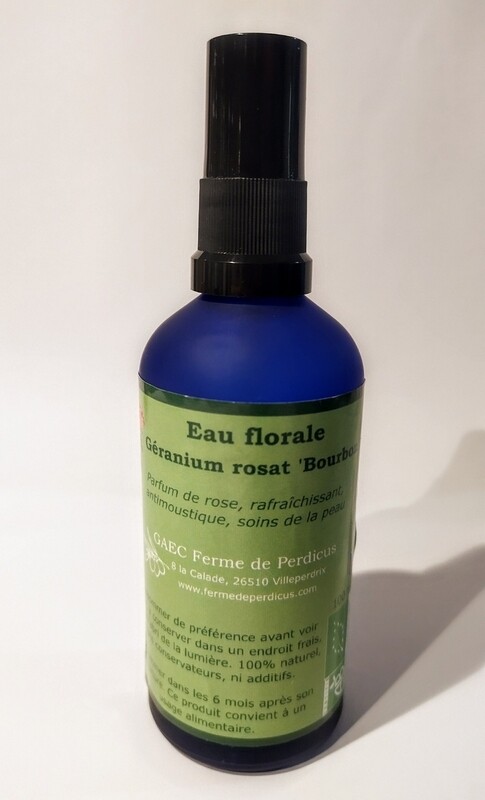 Eau florale
Géranium rosat 'Bourbon
Parfum de rose, rafraîchissant,
antimoustique, soins de la peau
GAEC Ferme de Perdicus
8 la Calade, 26510 Villeperdrix
www.fermedeperdicus.com
de préférence avant voir
conserver dans un endroit frais,
de la lumière. 100% naturel,
conservateurs, ni additifs.
dans les 6 mois après son
Ce produit convient à un
usage alimentaire.